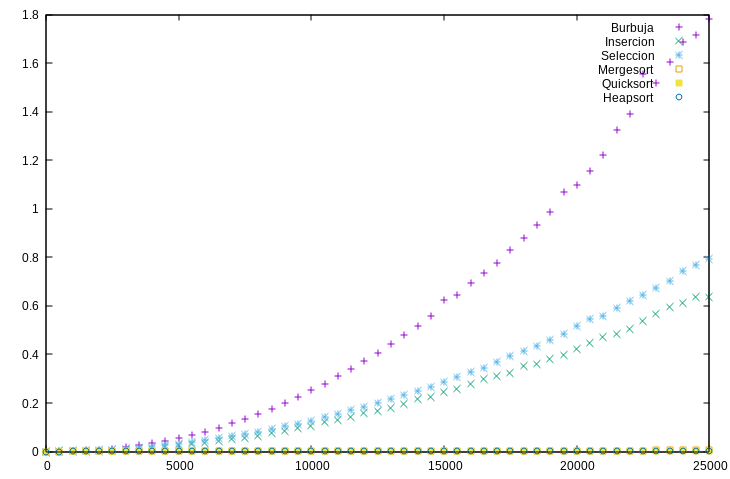 1.8
1.6
1.4
1.2
1
0.8
0.6
0.4
0.2
0
Burbuja
Insercion
Seleccion
Mergesort
Quicksort
Heapsort
0 5000 10000 15000 20000 25000